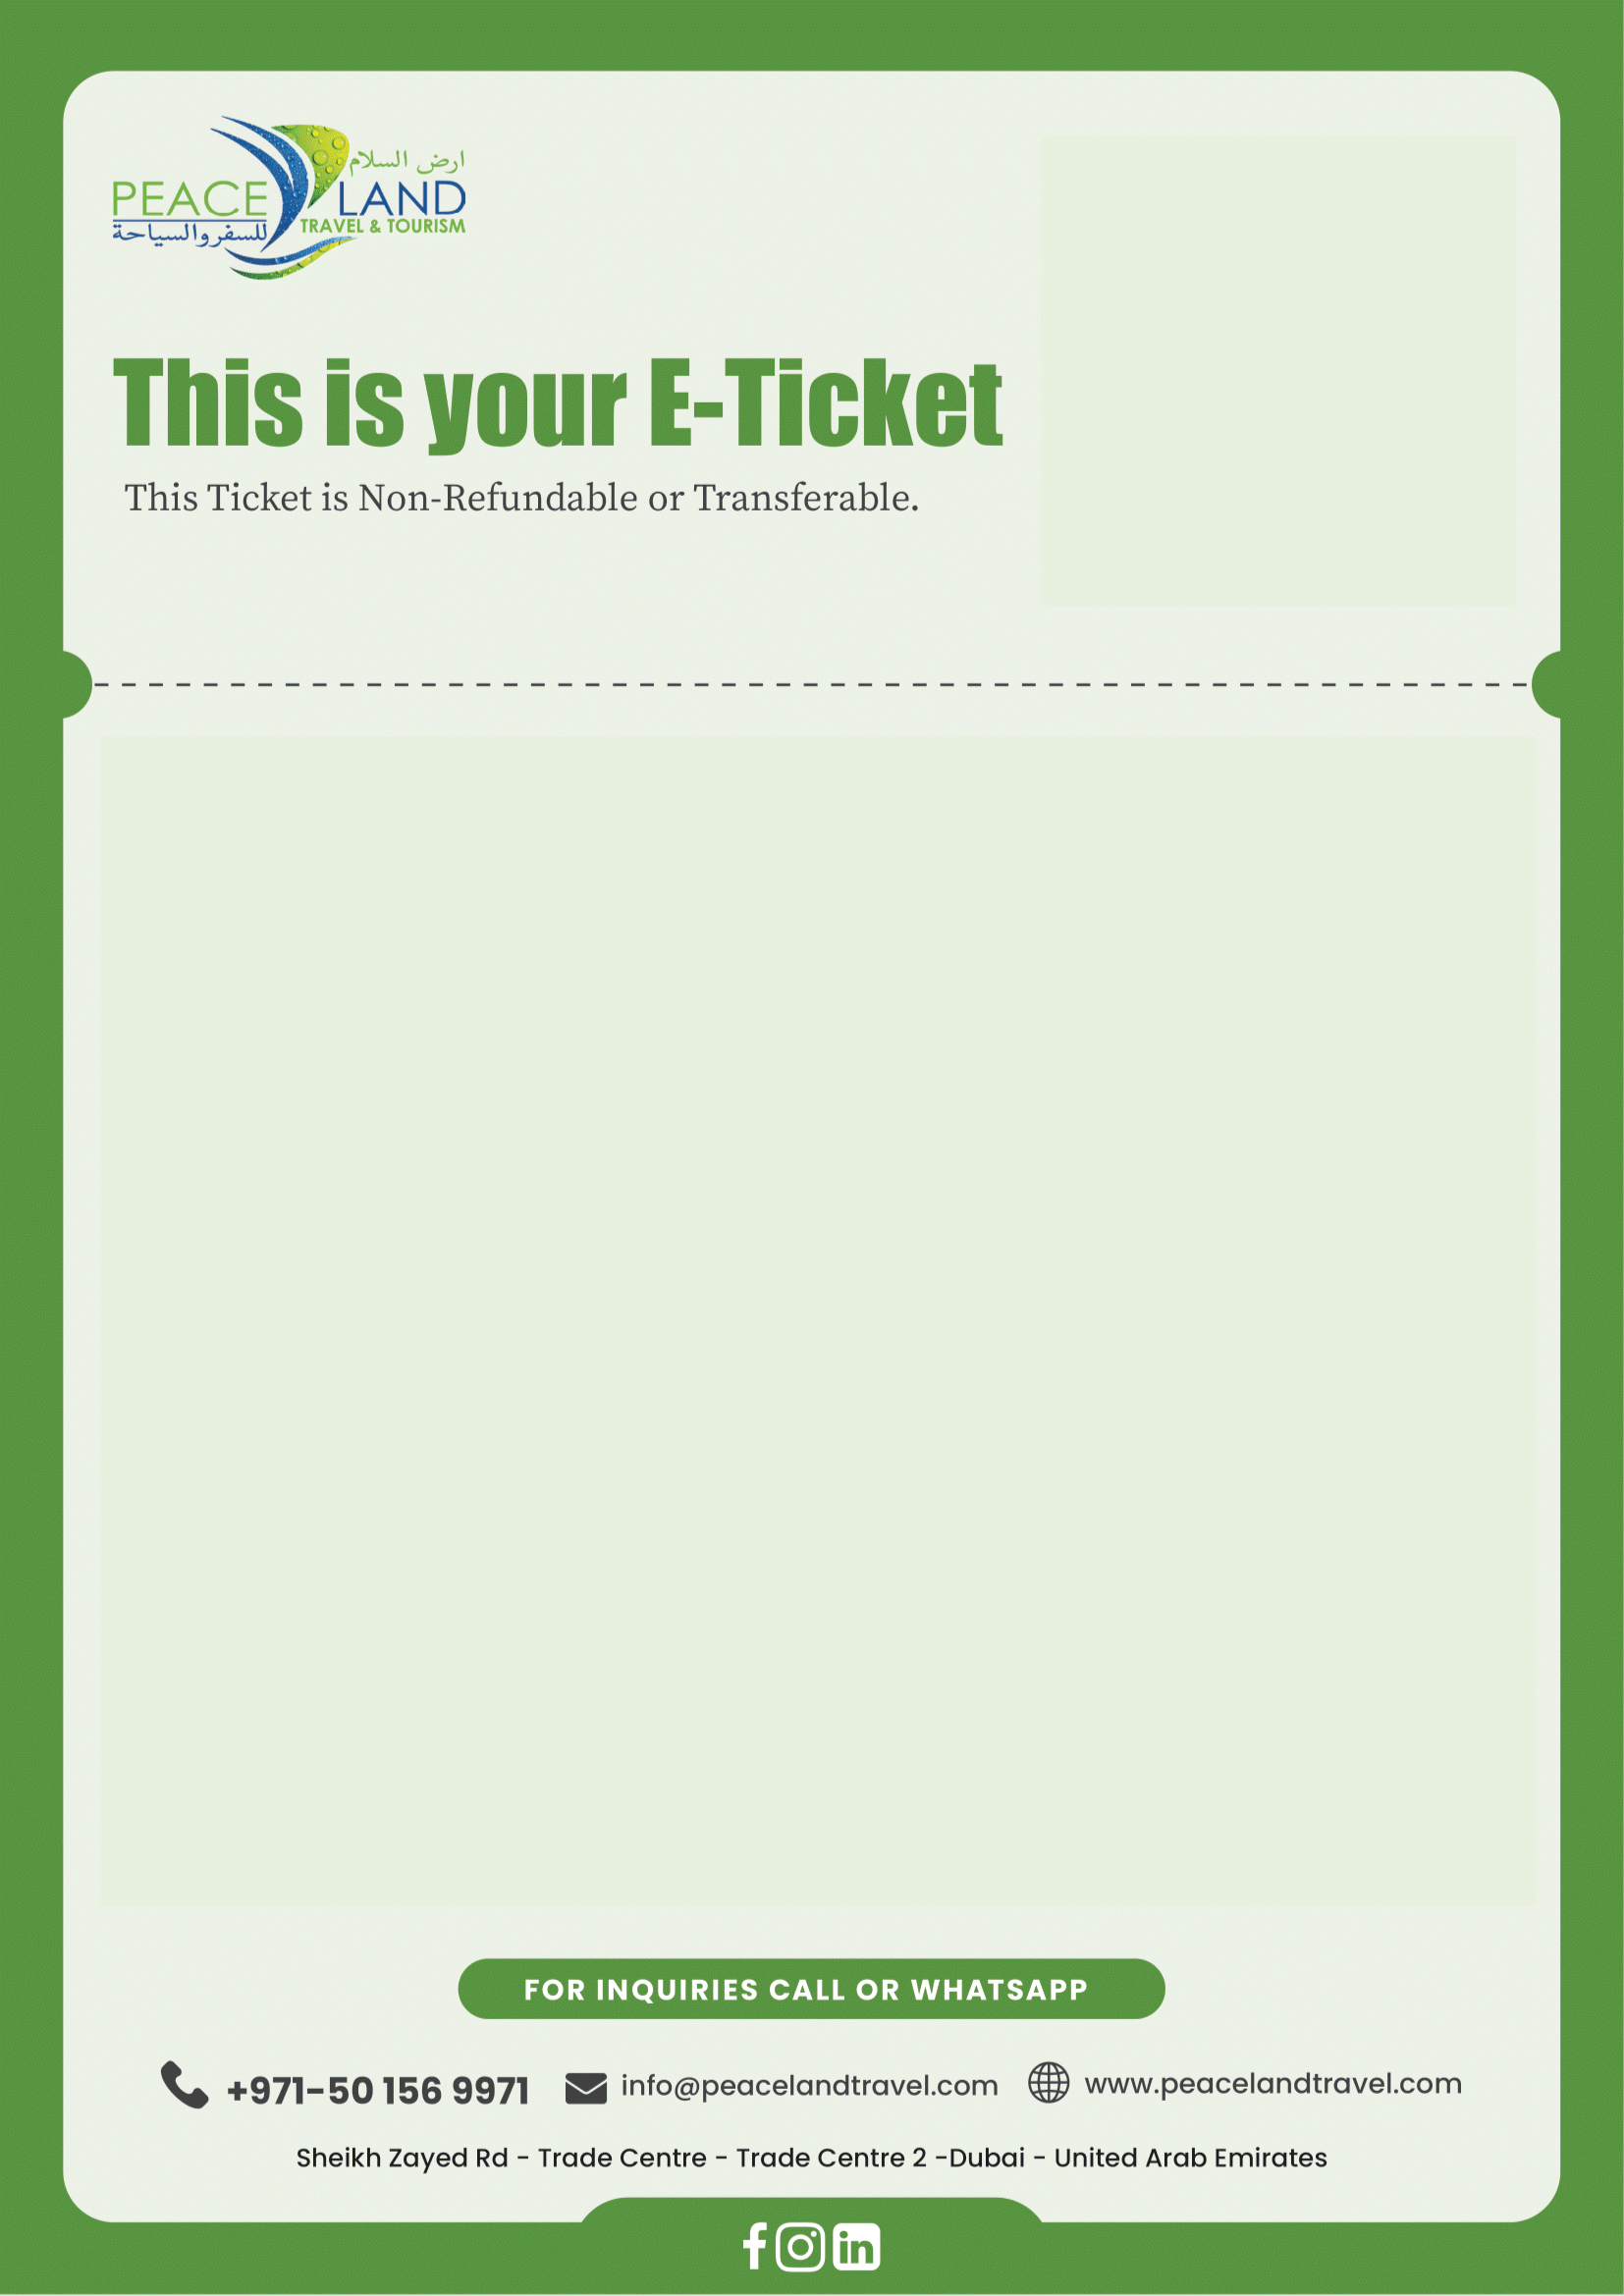 ارض السلام
PEACE LAND
للسفر والسياحة
TRAVEL & TOURISM
This is your E-Ticket
This Ticket is Non-Refundable or Transferable.
FOR INQUIRIES CALL OR WHATSAPP
+971-50 156 9971 info@peacelandtravel.com www.peacelandtravel.com
Sheikh Zayed Rd - Trade Centre - Trade Centre 2 -Dubai - United Arab Emirates